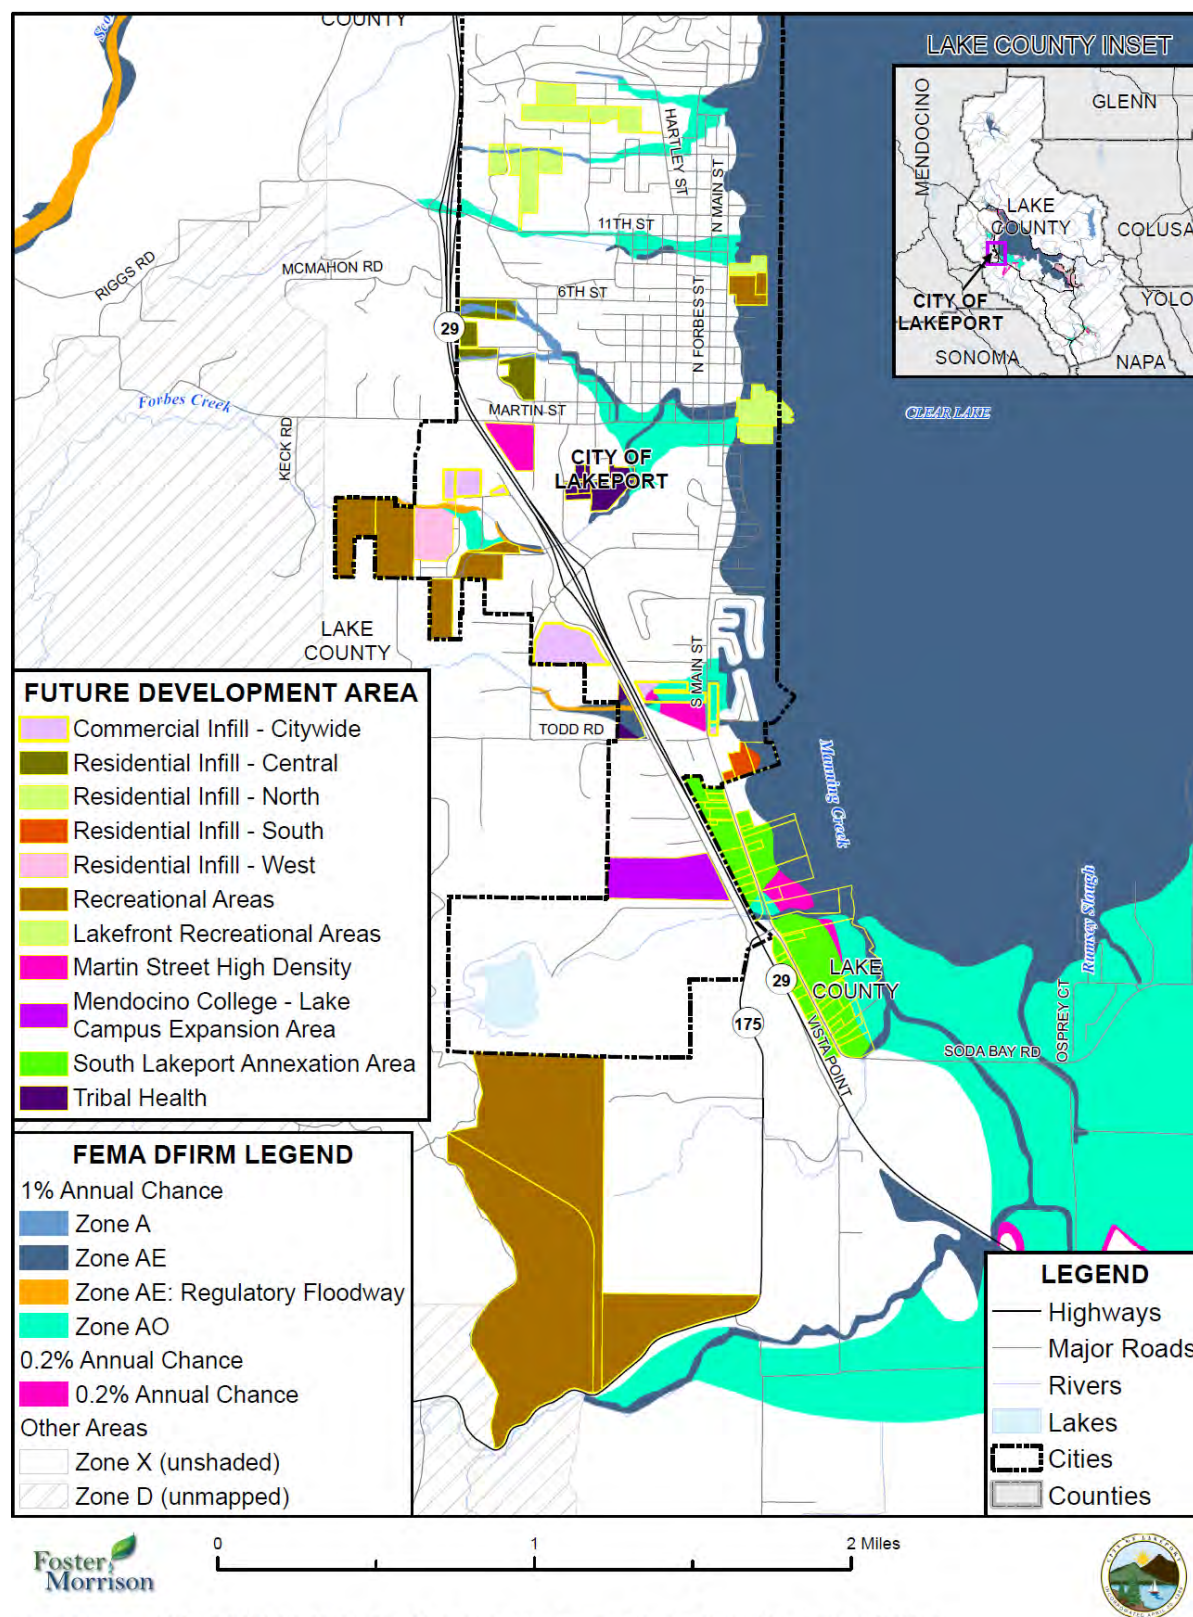 COUNTY
Sco
LAKE COUNTY INSET
MENDOCINO
GLENN
LAKE
COUNTY
COLUSA
CITY OF
LAKEPORT
YOLO
SONOMA
NAPA
HARTLEY ST
N MAIN ST
11TH ST
RIGGS RD
MCMAHON RD
6TH ST
29
N FORBES ST
Forbes Creek
MARTIN ST
CLEAR LAKE
KECK RD
CITY OF
LAKEPORT
LAKE
COUNTY
S MAIN ST
TODD RD
Manning Creek
Rumsey Slough
LAKE
COUNTY
29
175
VISTA POINT
SODA BAY RD
OSPREY CT
FUTURE DEVELOPMENT AREA
Commercial Infill - Citywide
Residential Infill - Central
Residential Infill - North
Residential Infill - South
Residential Infill - West
Recreational Areas
Lakefront Recreational Areas
Martin Street High Density
Mendocino College - Lake
Campus Expansion Area
South Lakeport Annexation Area
Tribal Health
FEMA DFIRM LEGEND
1% Annual Chance
Zone A
Zone AE
Zone AE: Regulatory Floodway
Zone AO
0.2% Annual Chance
0.2% Annual Chance
Other Areas
Zone X (unshaded)
Zone D (unmapped)
LEGEND
Highways
Major Roads
Rivers
Lakes
Cities
Counties
Foster
Morrison
0 1 2 Miles
CITY OF LAKEPORT